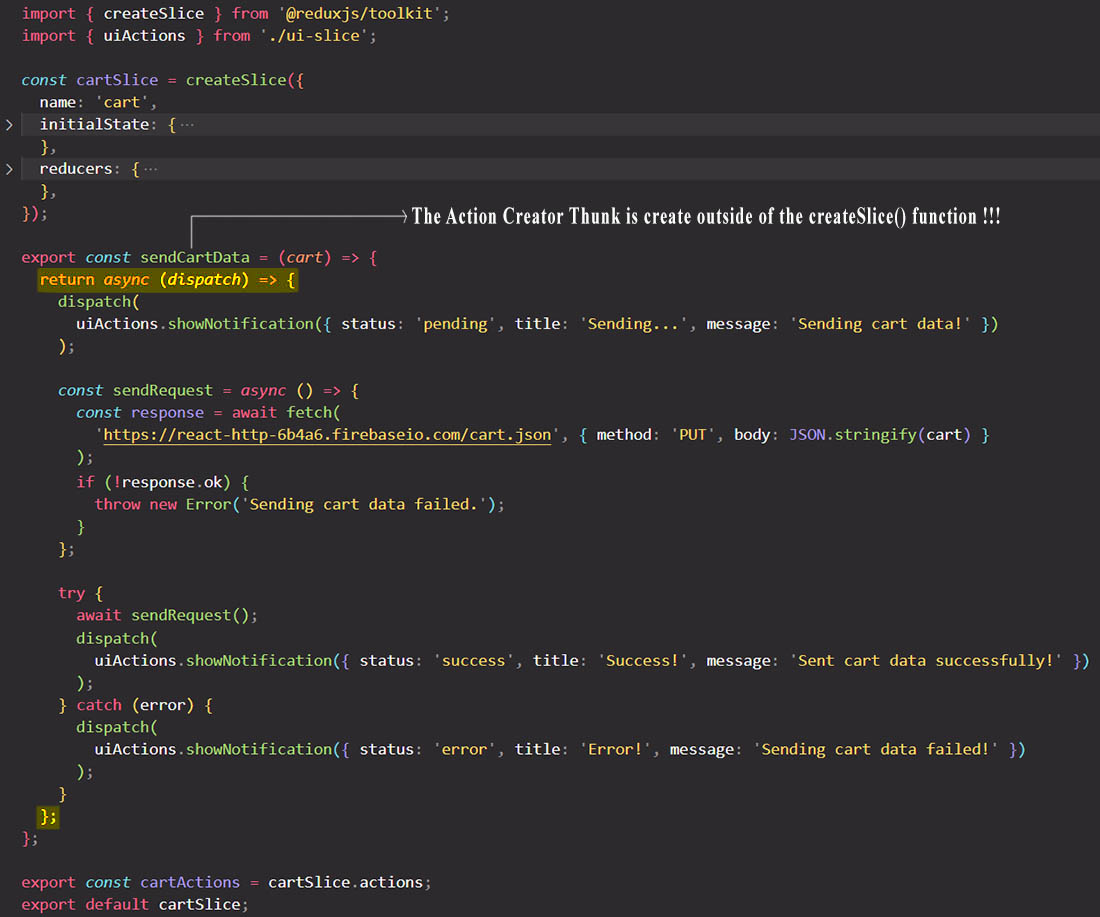 import { createSlice } from '@reduxjs/toolkit';
import { uiActions } from './ui-slice';

const cartSlice = createSlice({
  name: 'cart',
  initialState: {···
  },
  reducers: {···
  },
});
The Action Creator Thunk is create outside of the createSlice() function !!!
export const sendCartData = (cart) => {
  return async (dispatch) => {
    dispatch(
      uiActions.showNotification({ status: 'pending', title: 'Sending...', message: 'Sending cart data!' })
    );

    const sendRequest = async () => {
      const response = await fetch(
        'https://react-http-6b4a6.firebaseio.com/cart.json', { method: 'PUT', body: JSON.stringify(cart) }
      );
      if (!response.ok) {
        throw new Error('Sending cart data failed.');
      }
    };

    try {
      await sendRequest();
      dispatch(
        uiActions.showNotification({ status: 'success', title: 'Success!', message: 'Sent cart data successfully!' })
      );
    } catch (error) {
      dispatch(
        uiActions.showNotification({ status: 'error', title: 'Error!', message: 'Sending cart data failed!' })
      );
    }
  };
};

export const cartActions = cartSlice.actions;
export default cartSlice;